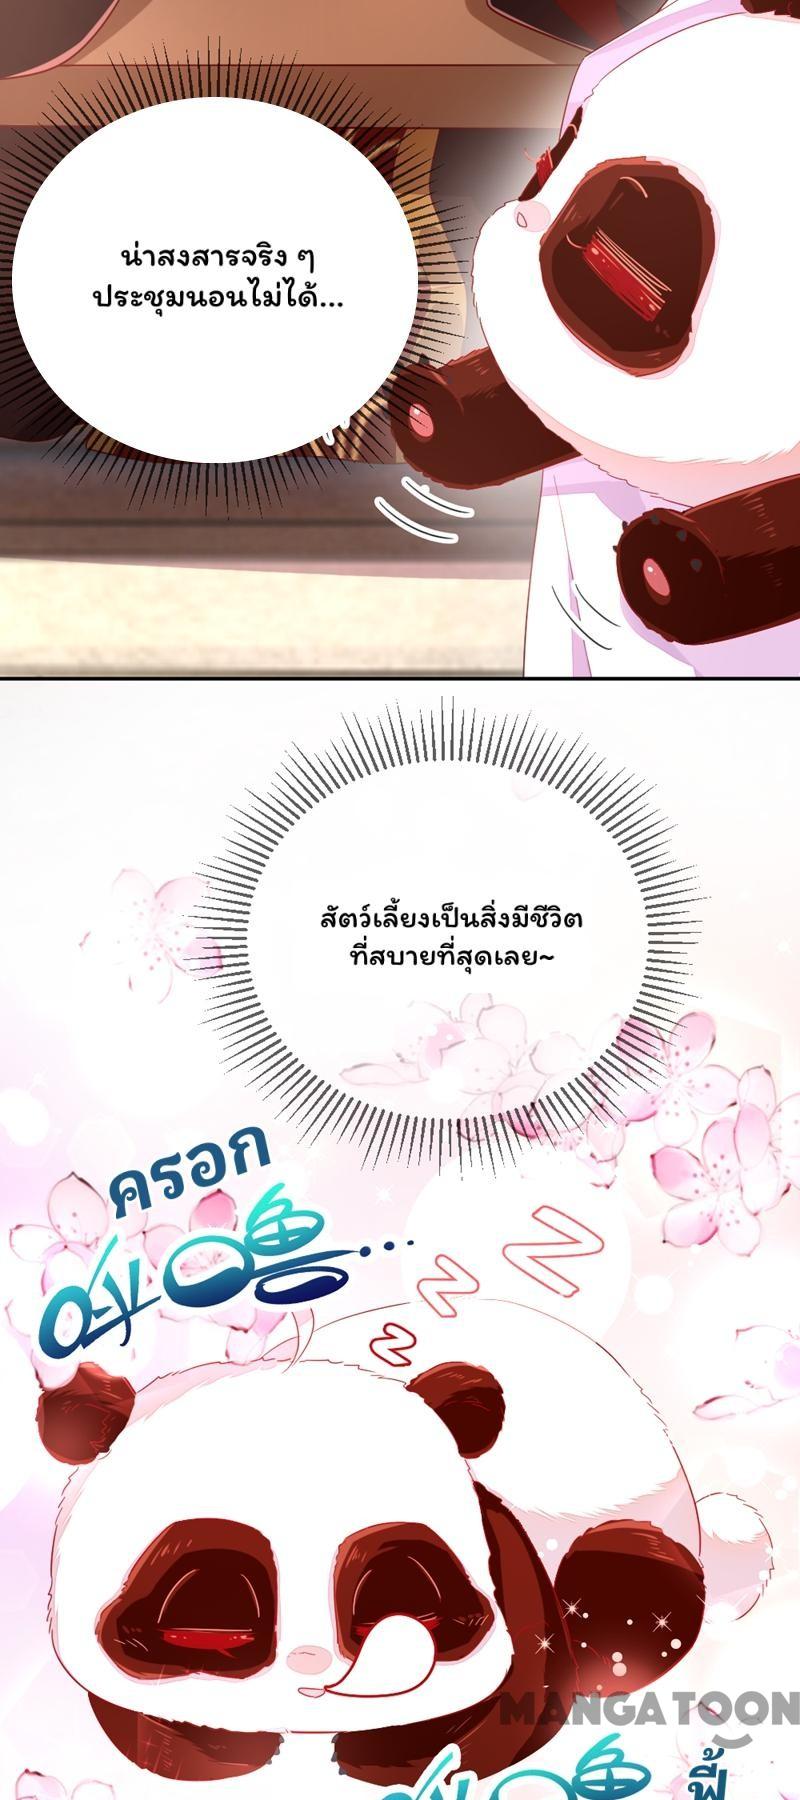 น่าสงสารจริง ๆ
ประชุมนอนไม่ได้...
สัตว์เลี้ยงเป็นสิ่งมีชีวิต
ที่สบายที่สุดเลย~
ครอก
Z
Z
Z
MANGATOON
ฟี้